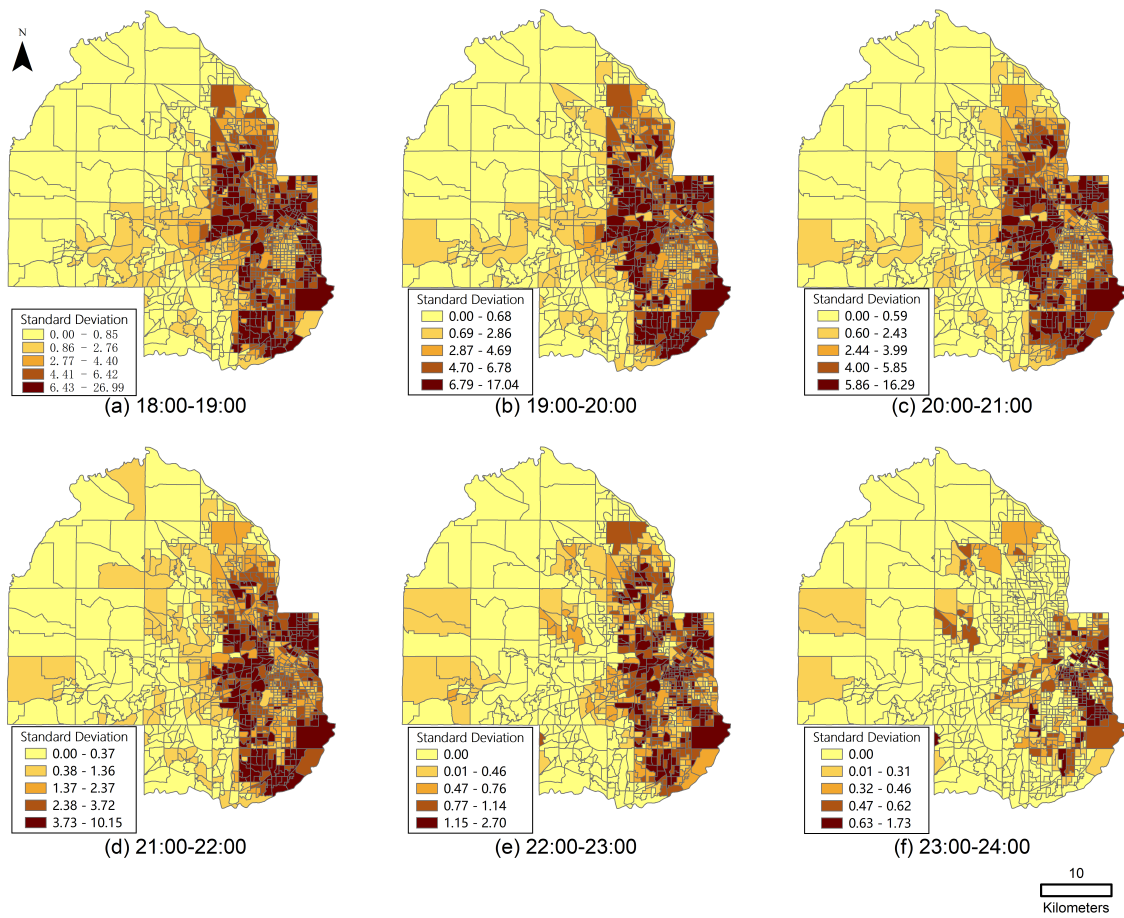 N
Standard Deviation
0.00 - 0.85
0.86 - 2.76
2.77 - 4.40
4.41 - 6.42
6.43 - 26.99
(a) 18:00-19:00
Standard Deviation
0.00 - 0.68
0.69 - 2.86
2.87 - 4.69
4.70 - 6.78
6.79 - 17.04
(b) 19:00-20:00
Standard Deviation
0.00 - 0.59
0.60 - 2.43
2.44 - 3.99
4.00 - 5.85
5.86 - 16.29
(c) 20:00-21:00
Standard Deviation
0.00 - 0.37
0.38 - 1.36
1.37 - 2.37
2.38 - 3.72
3.73 - 10.15
(d) 21:00-22:00
Standard Deviation
0.00
0.01 - 0.46
0.47 - 0.76
0.77 - 1.14
1.15 - 2.70
(e) 22:00-23:00
Standard Deviation
0.00
0.01 - 0.31
0.32 - 0.46
0.47 - 0.62
0.63 - 1.73
(f) 23:00-24:00
10
Kilometers